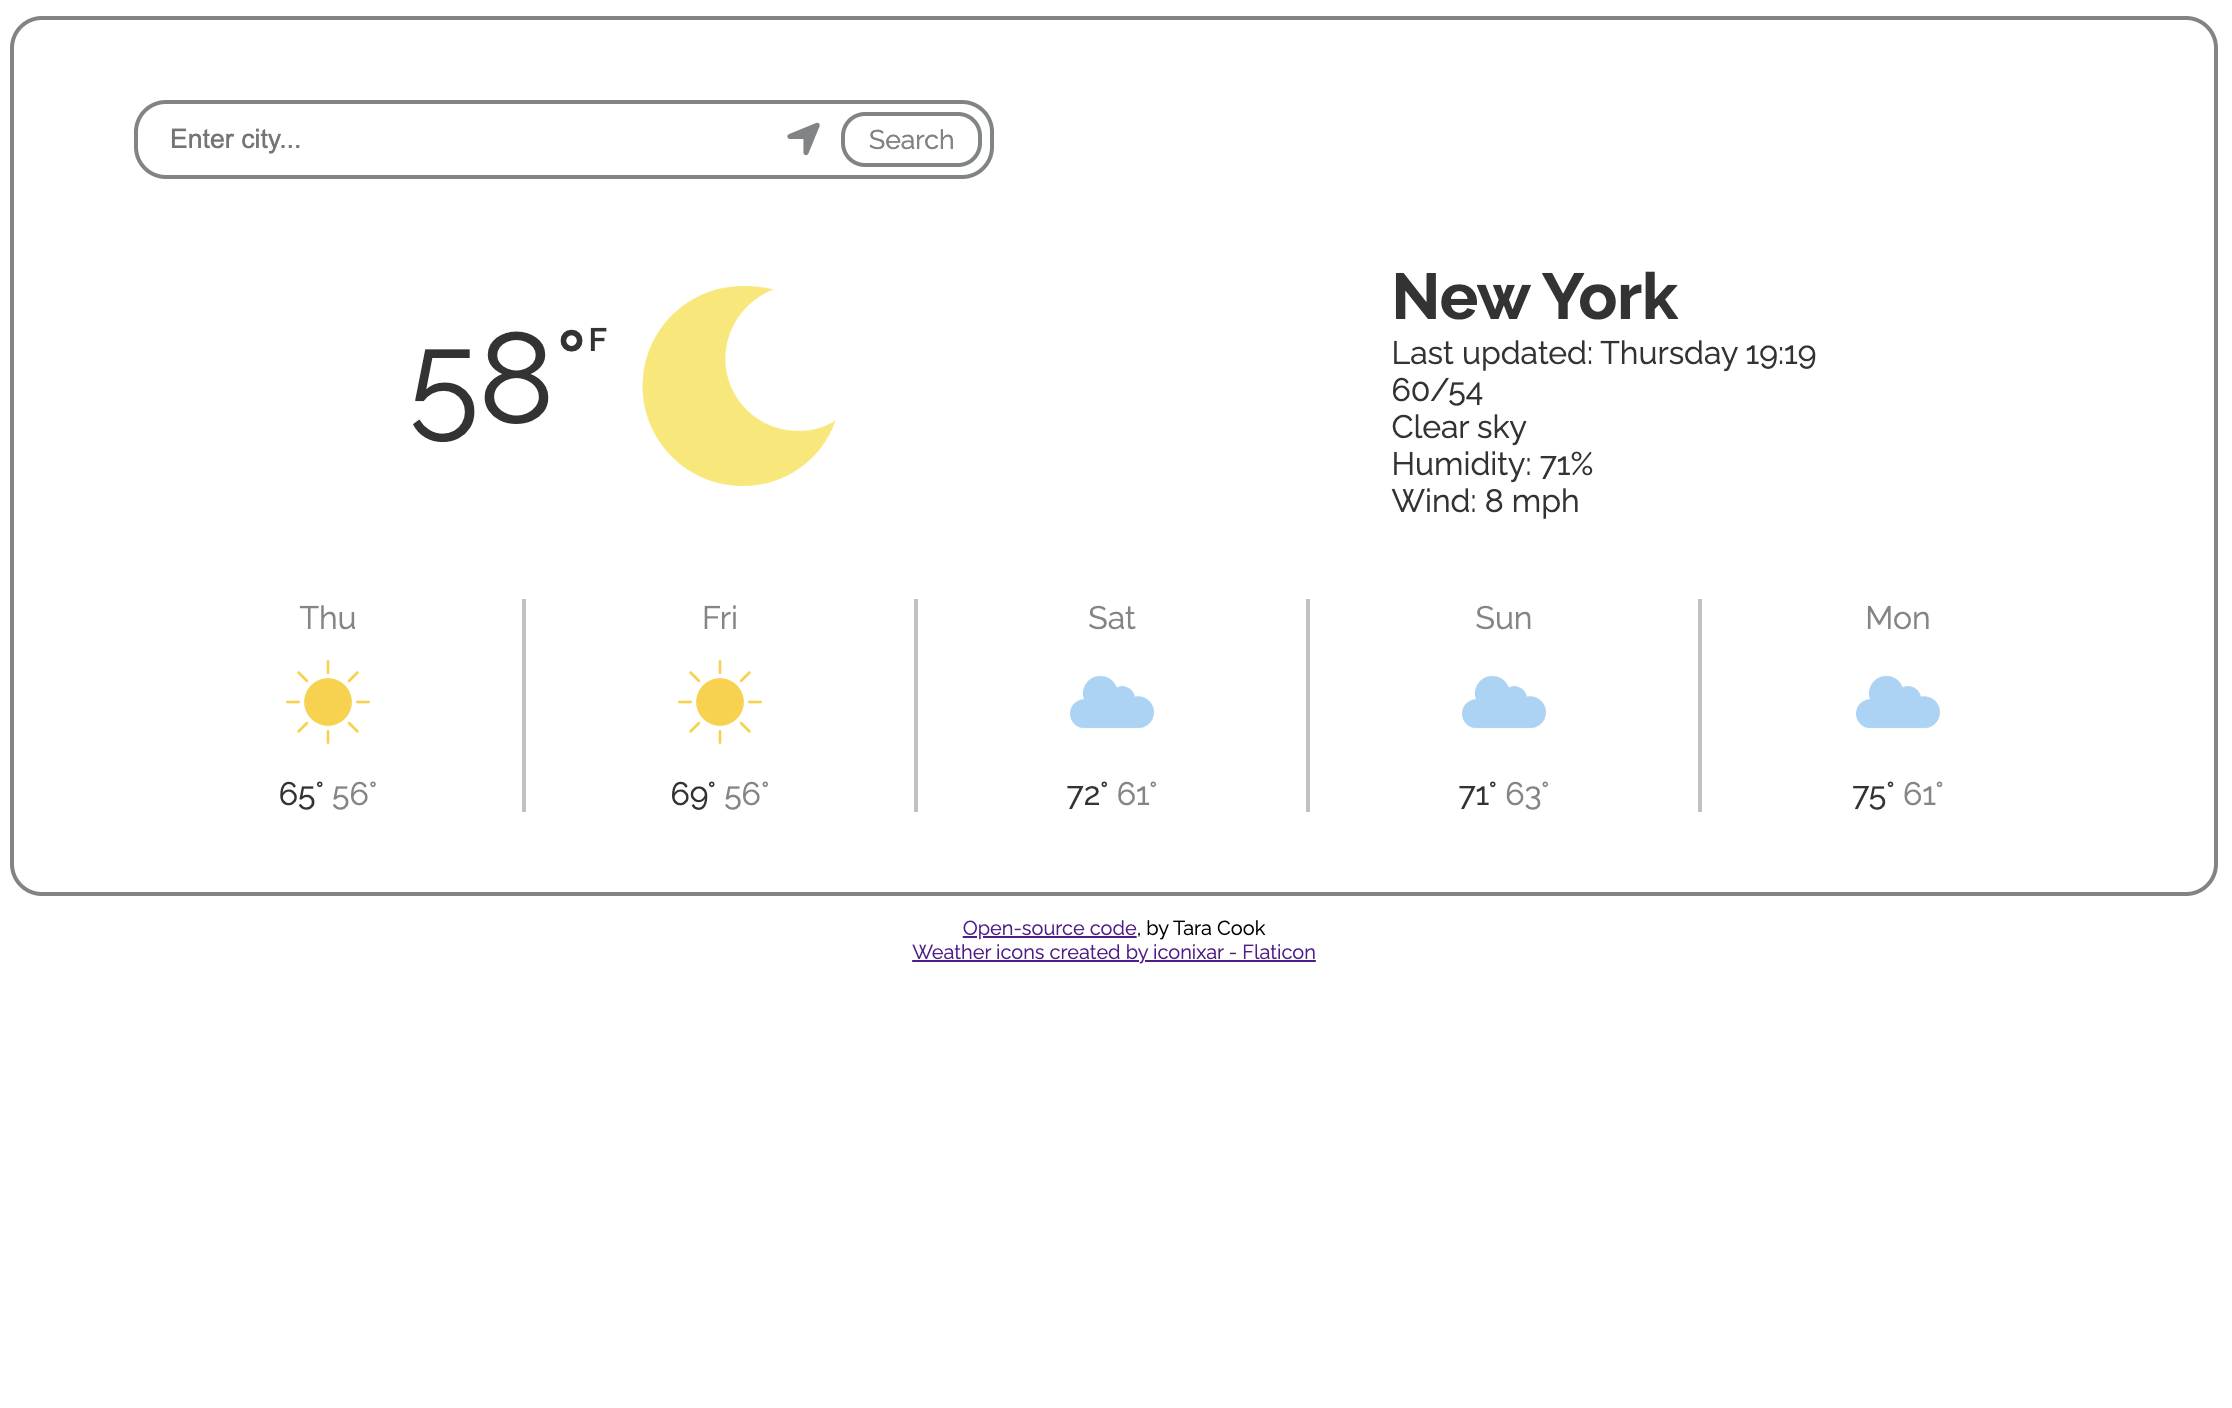 Enter city...
Search
58°F
New York
Last updated: Thursday 19:19
60/54
Clear sky
Humidity: 71%
Wind: 8 mph
Thu
Fri
Sat
Sun
Mon
65° 56°
69° 56°
72° 61°
71° 63°
75° 61°
Open-source code, by Tara Cook
Weather icons created by iconixar - Flaticon